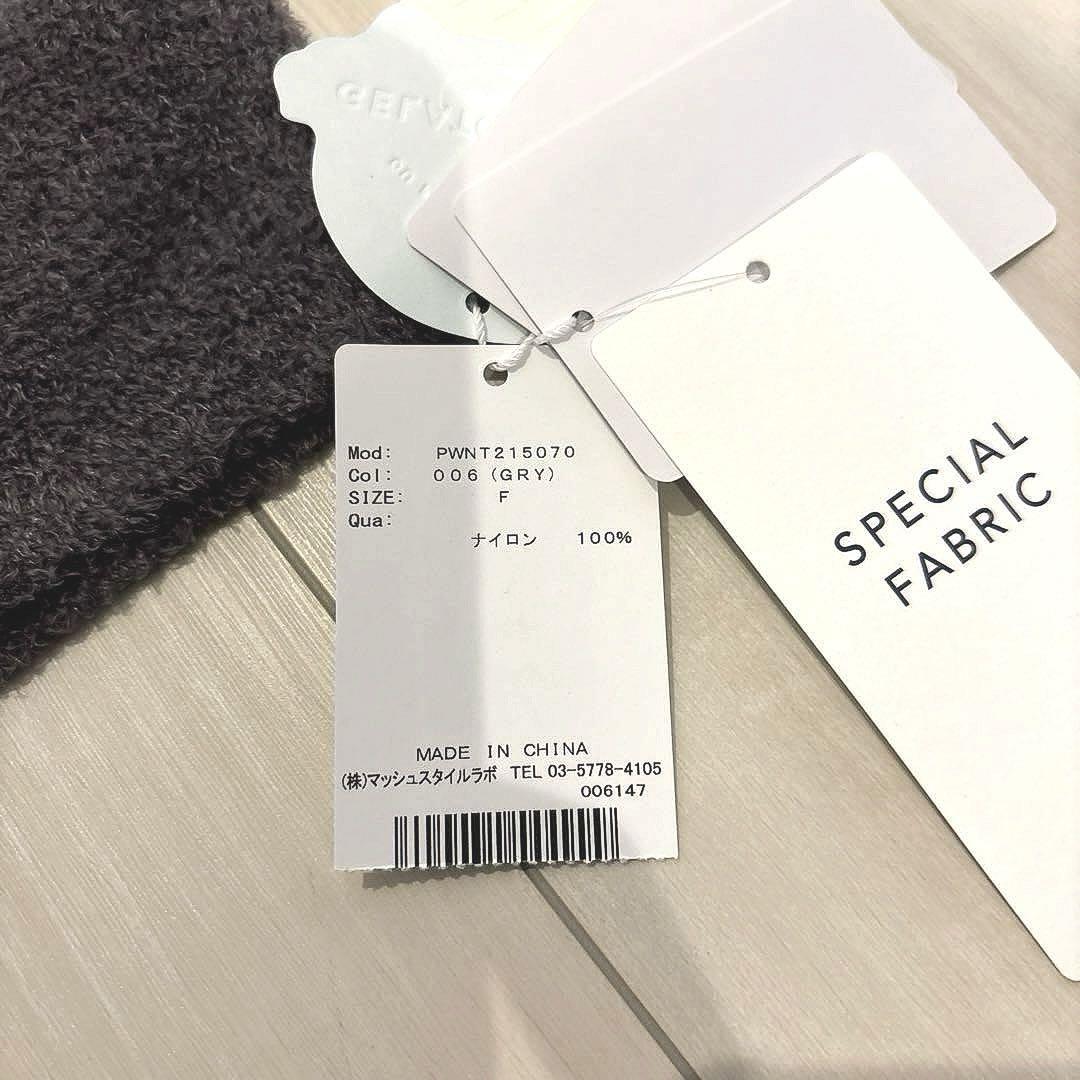 GELATO
Mod: PWNT215070
Col: 006(GRY)
SIZE: F
Qua:
ナイロン 100%
MADE IN CHINA
(株)マッシュスタイルラボ TEL 03-5778-4105
006147
SPECIAL
FABRIC